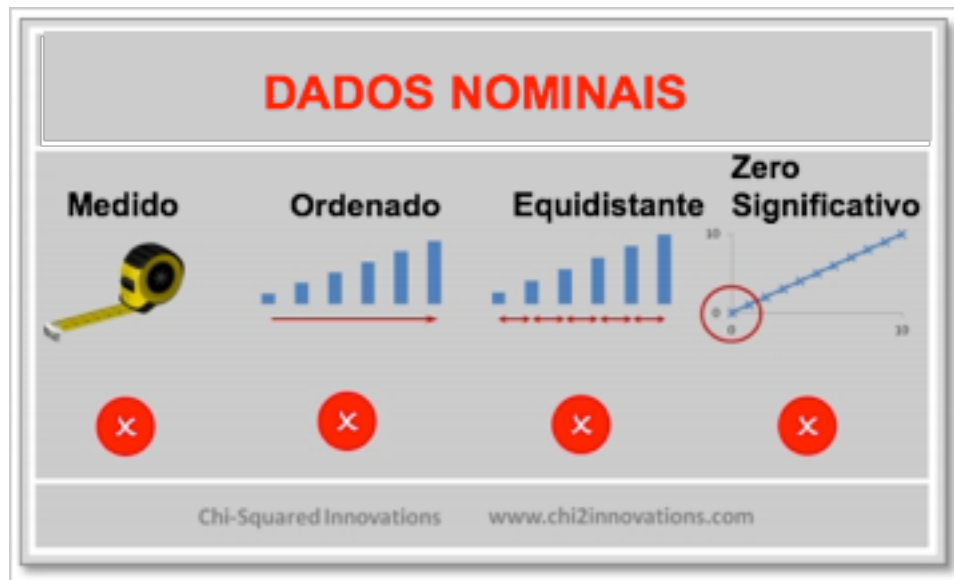 DADOS NOMINAIS
Medido
Ordenado
Equidistante
Zero
Significativo
10
0
0
10
x
x
x
x
Chi-Squared Innovations www.chi2innovations.com